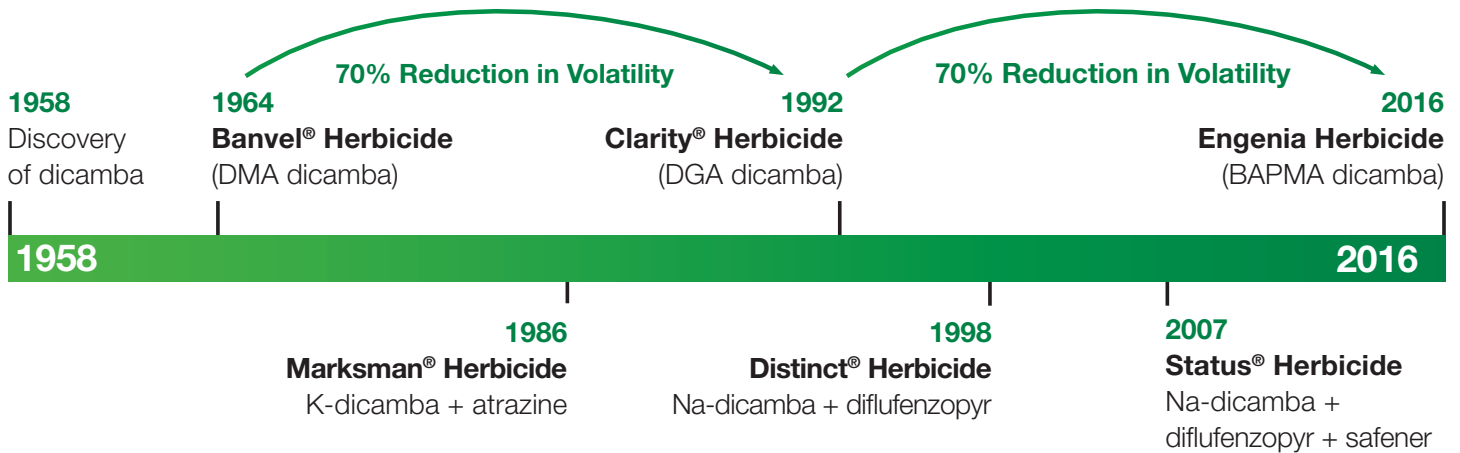 70% Reduction in Volatility
70% Reduction in Volatility
1958
Discovery
of dicamba
1964
Banvel® Herbicide
(DMA dicamba)
1992
Clarity® Herbicide
(DGA dicamba)
2016
Engenia Herbicide
(BAPMA dicamba)
1958
2016
1986
Marksman® Herbicide
K-dicamba + atrazine
1998
Distinct® Herbicide
Na-dicamba + diflufenzopyr
2007
Status® Herbicide
Na-dicamba +
diflufenzopyr + safener